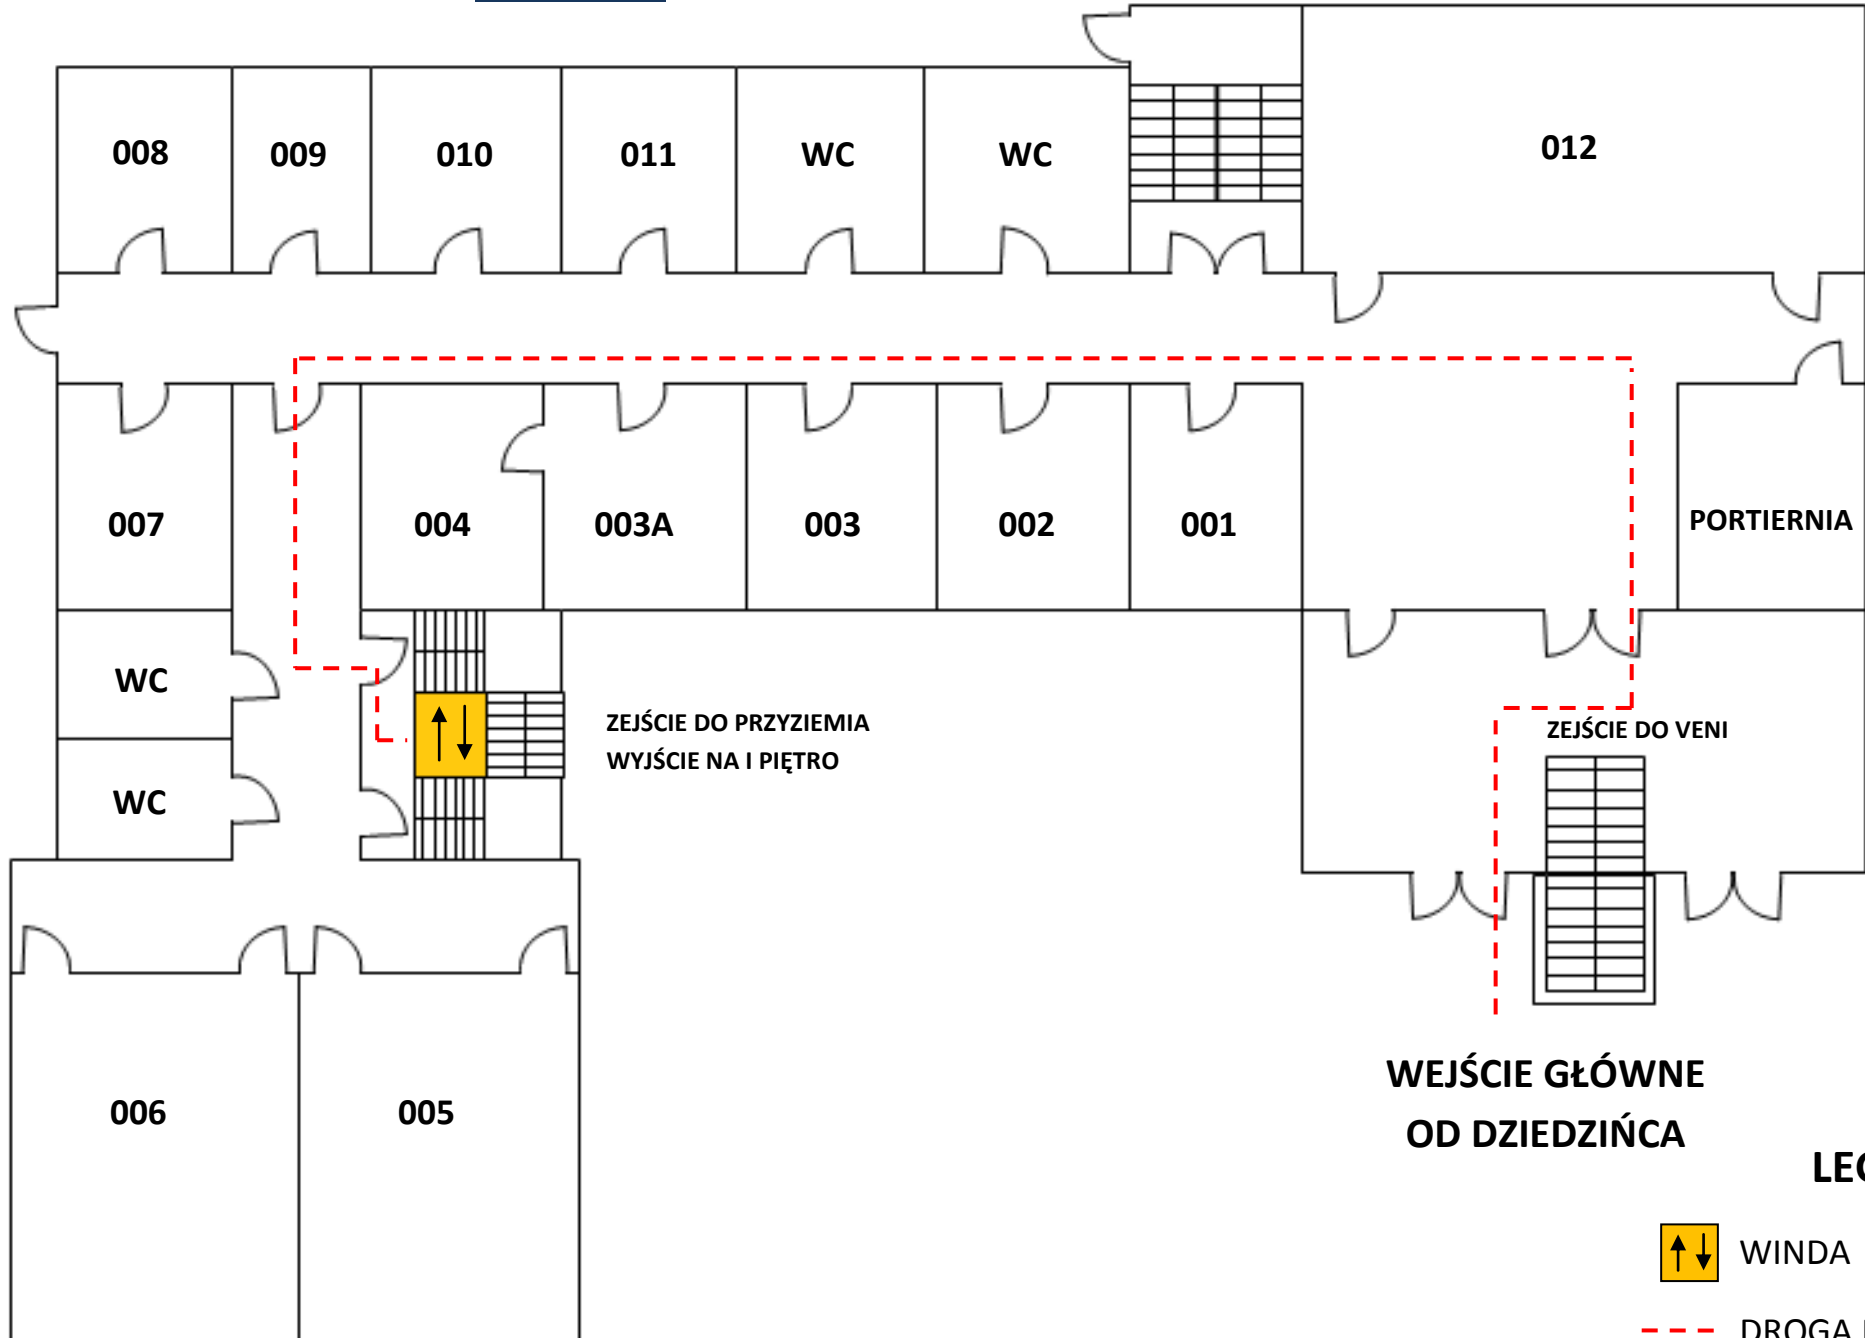 008
009
010
011
WC
WC
012
007
004
003A
003
002
001
PORTIERNIA
WC
WC
ZEJŚCIE DO PRZYZIEMIA
WYJŚCIE NA I PIĘTRO
ZEJŚCIE DO VENI
006
005
WEJŚCIE GŁÓWNE
OD DZIEDZIŃCA
WINDA
DROGA